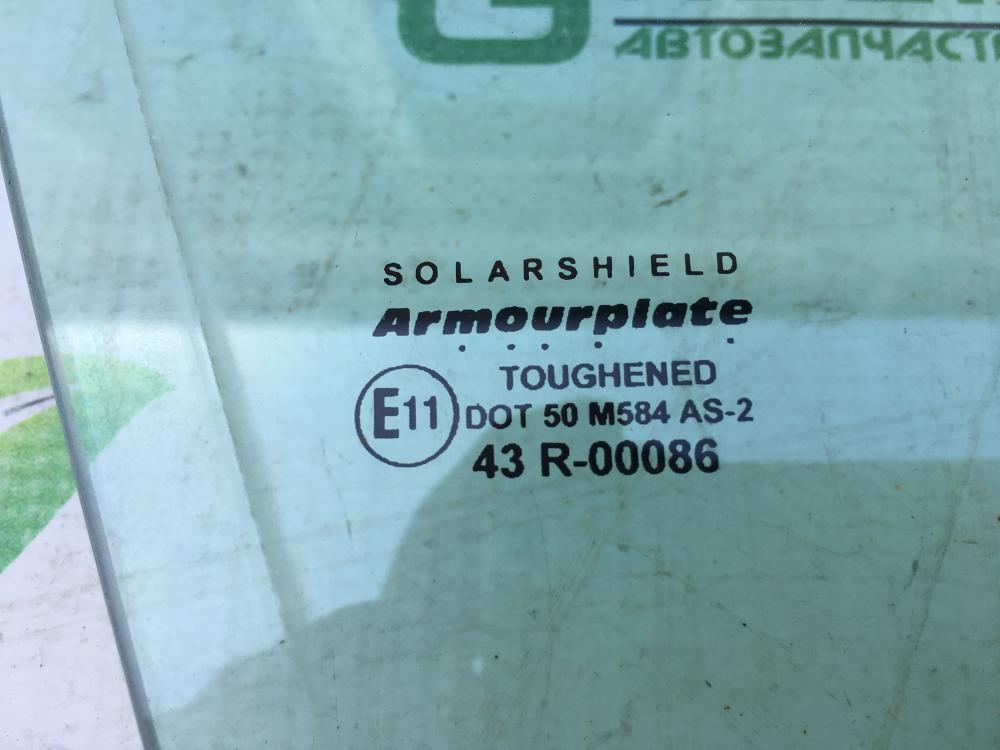 АВТОЗАПЧАСТ
SOLARSHIELD
Armourplate
TOUGHENED
E11 DOT 50 M584 AS-2
43 R-00086